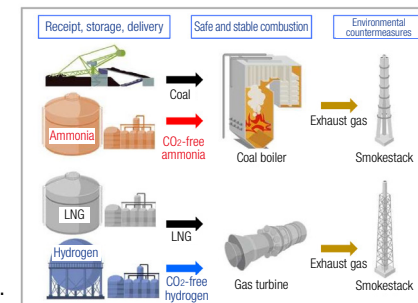 Receipt, storage, delivery
Safe and stable combustion
Environmental
countermeasures
Coal
Ammonia
CO2-free
ammonia
Coal boiler
Exhaust gas
Smokestack
LNG
LNG
Hydrogen
CO2-free
hydrogen
Gas turbine
Exhaust gas
Smokestack
.